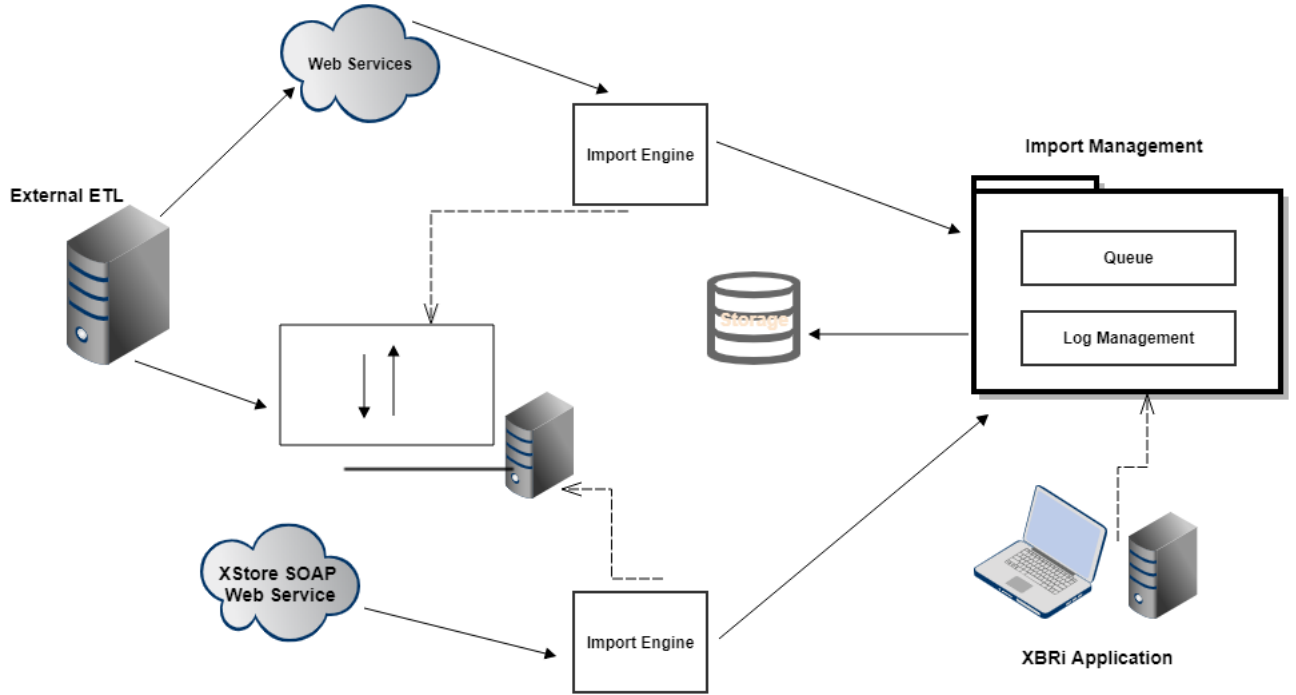 Web Services
Import Engine
Import Management
External ETL
Queue
Storage
Log Management
XStore SOAP
Web Service
Import Engine
XBRi Application